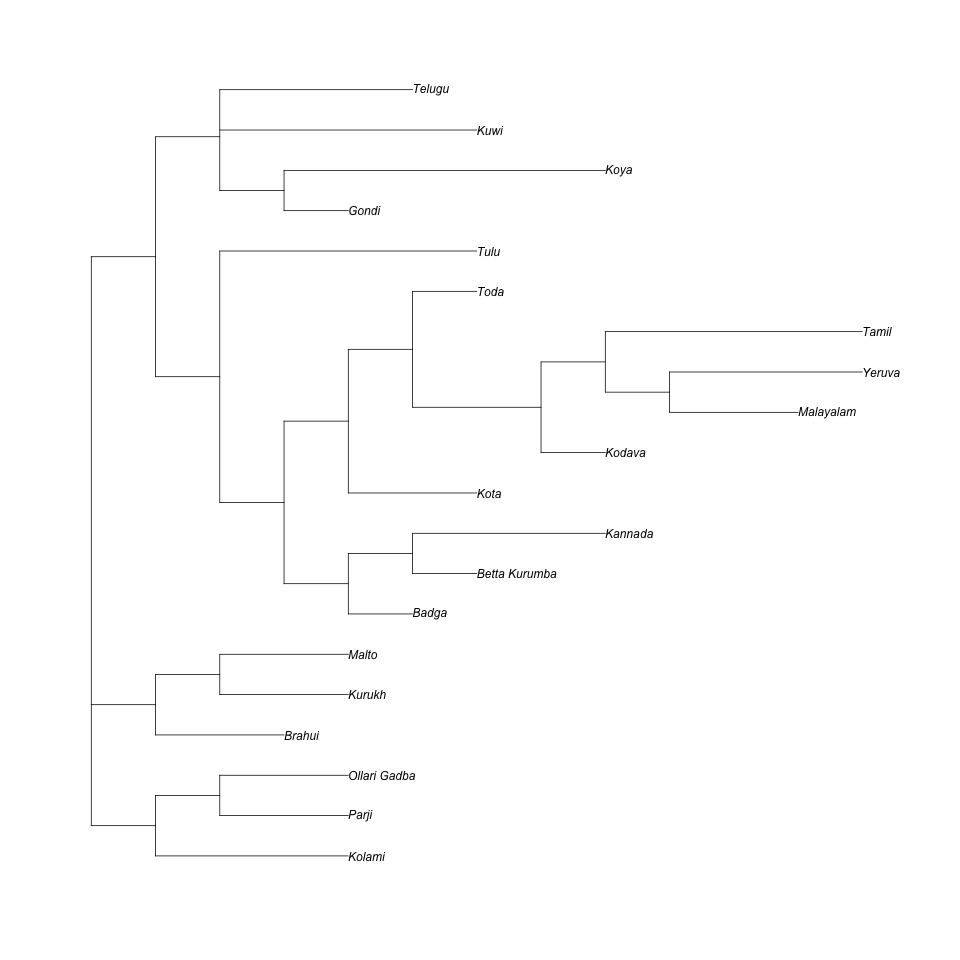 Telugu
Kuwi
Koya
Gondi
Tulu
Toda
Tamil
Yeruva
Malayalam
Kodava
Kota
Kannada
Betta Kurumba
Badga
Malto
Kurukh
Brahui
Ollari Gadba
Parji
Kolami